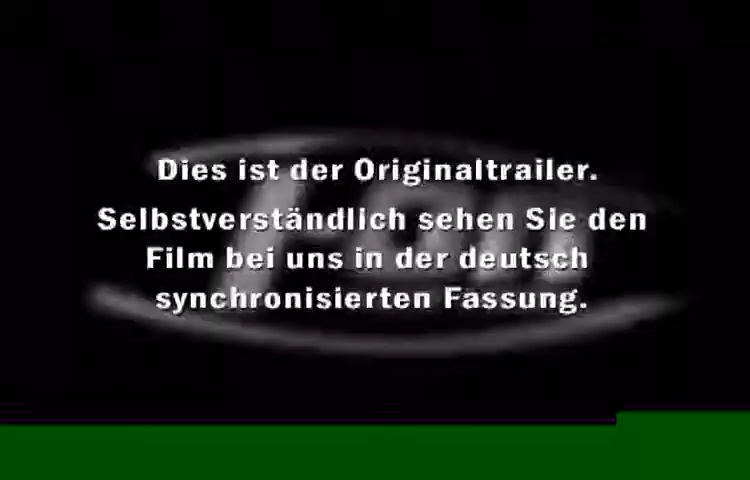 Dies ist der Originaltrailer.
Selbstverständlich sehen Sie den
Film bei uns in der deutsch
synchronisierten Fassung.